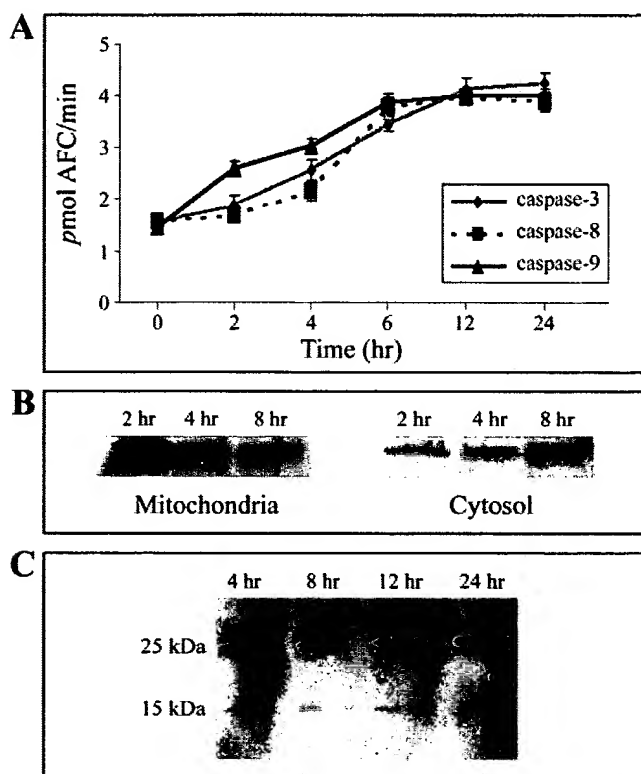 A
pmol AFC/min
5
4
3
2
1
0
0 2 4 6 12 24
Time (hr)
caspase-3
caspase-8
caspase-9
B
2 hr 4 hr 8 hr
2 hr 4 hr 8 hr
Mitochondria
Cytosol
C
4 hr 8 hr 12 hr 24 hr
25 kDa
15 kDa